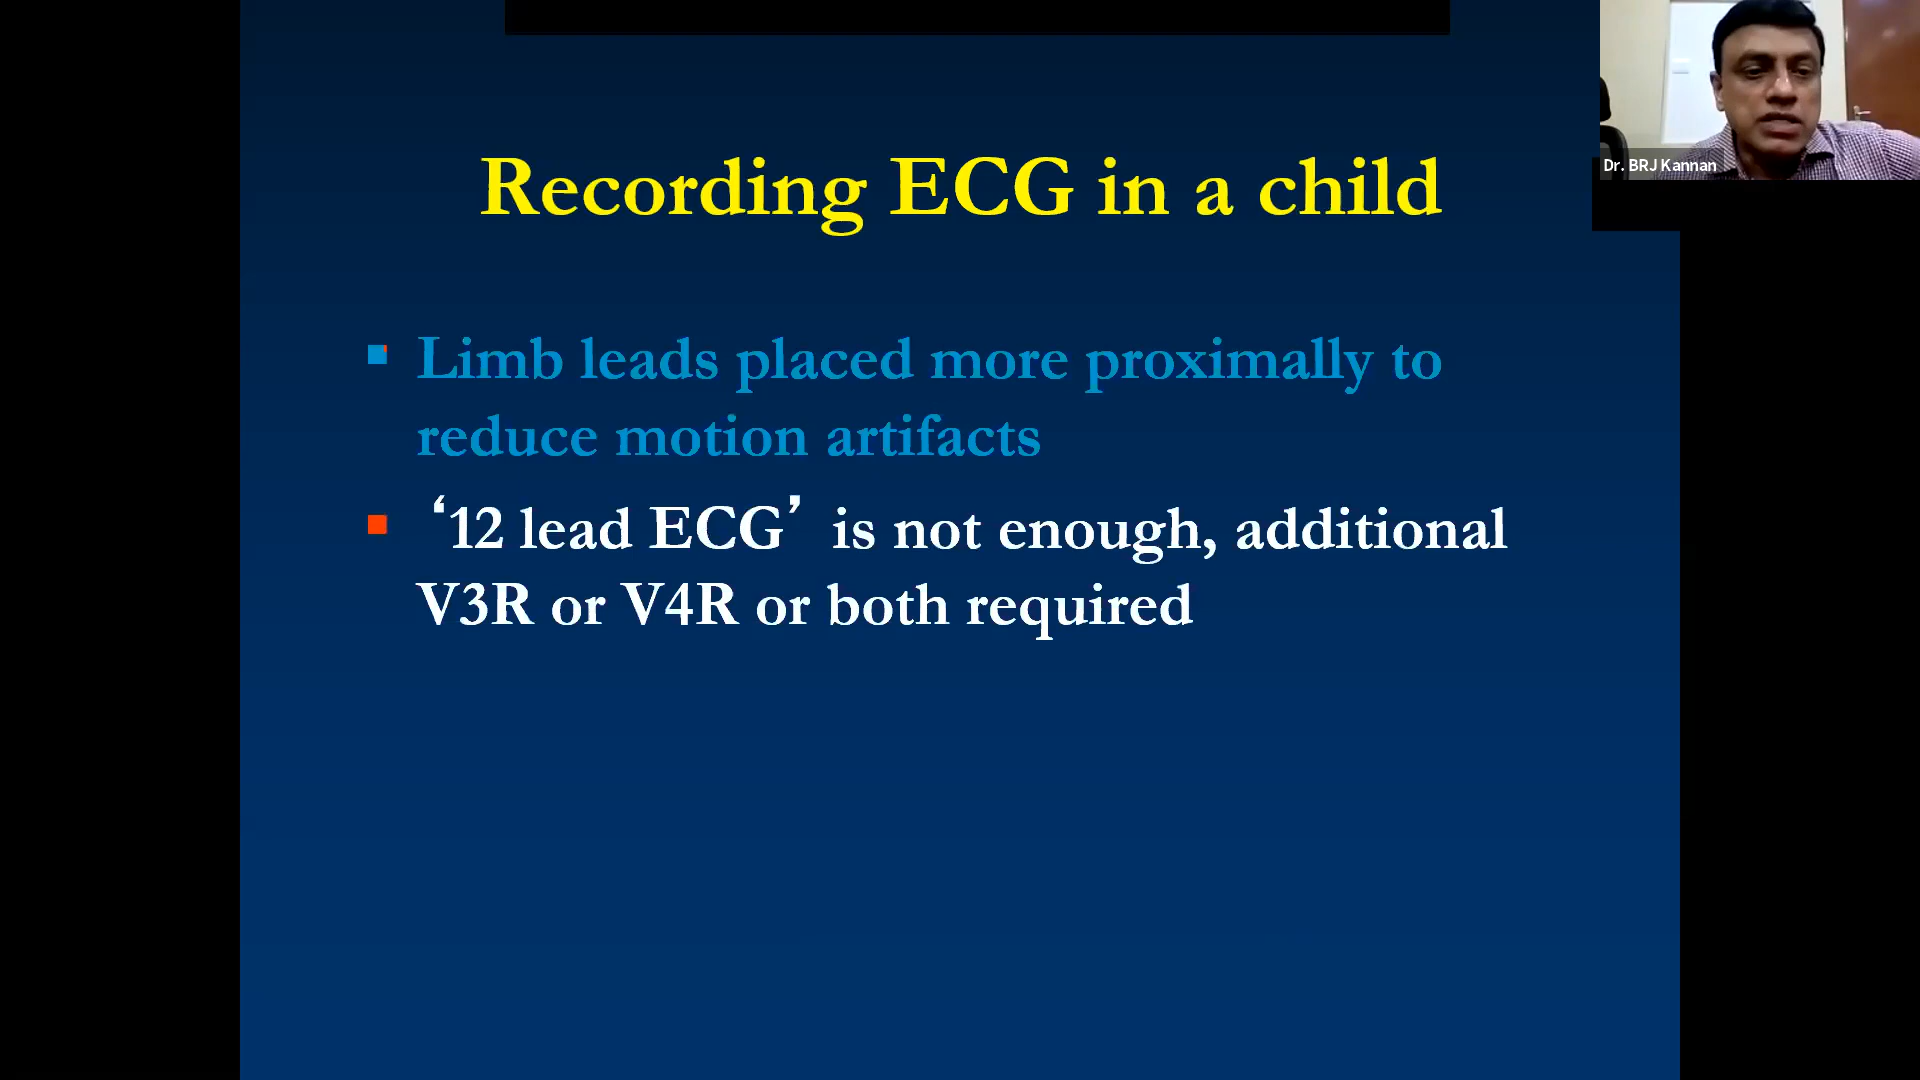 Recording ECG in a child
Dr. BRJ Kannan
Limb leads placed more proximally to
reduce motion artifacts
‘12 lead ECG’ is not enough, additional
V3R or V4R or both required